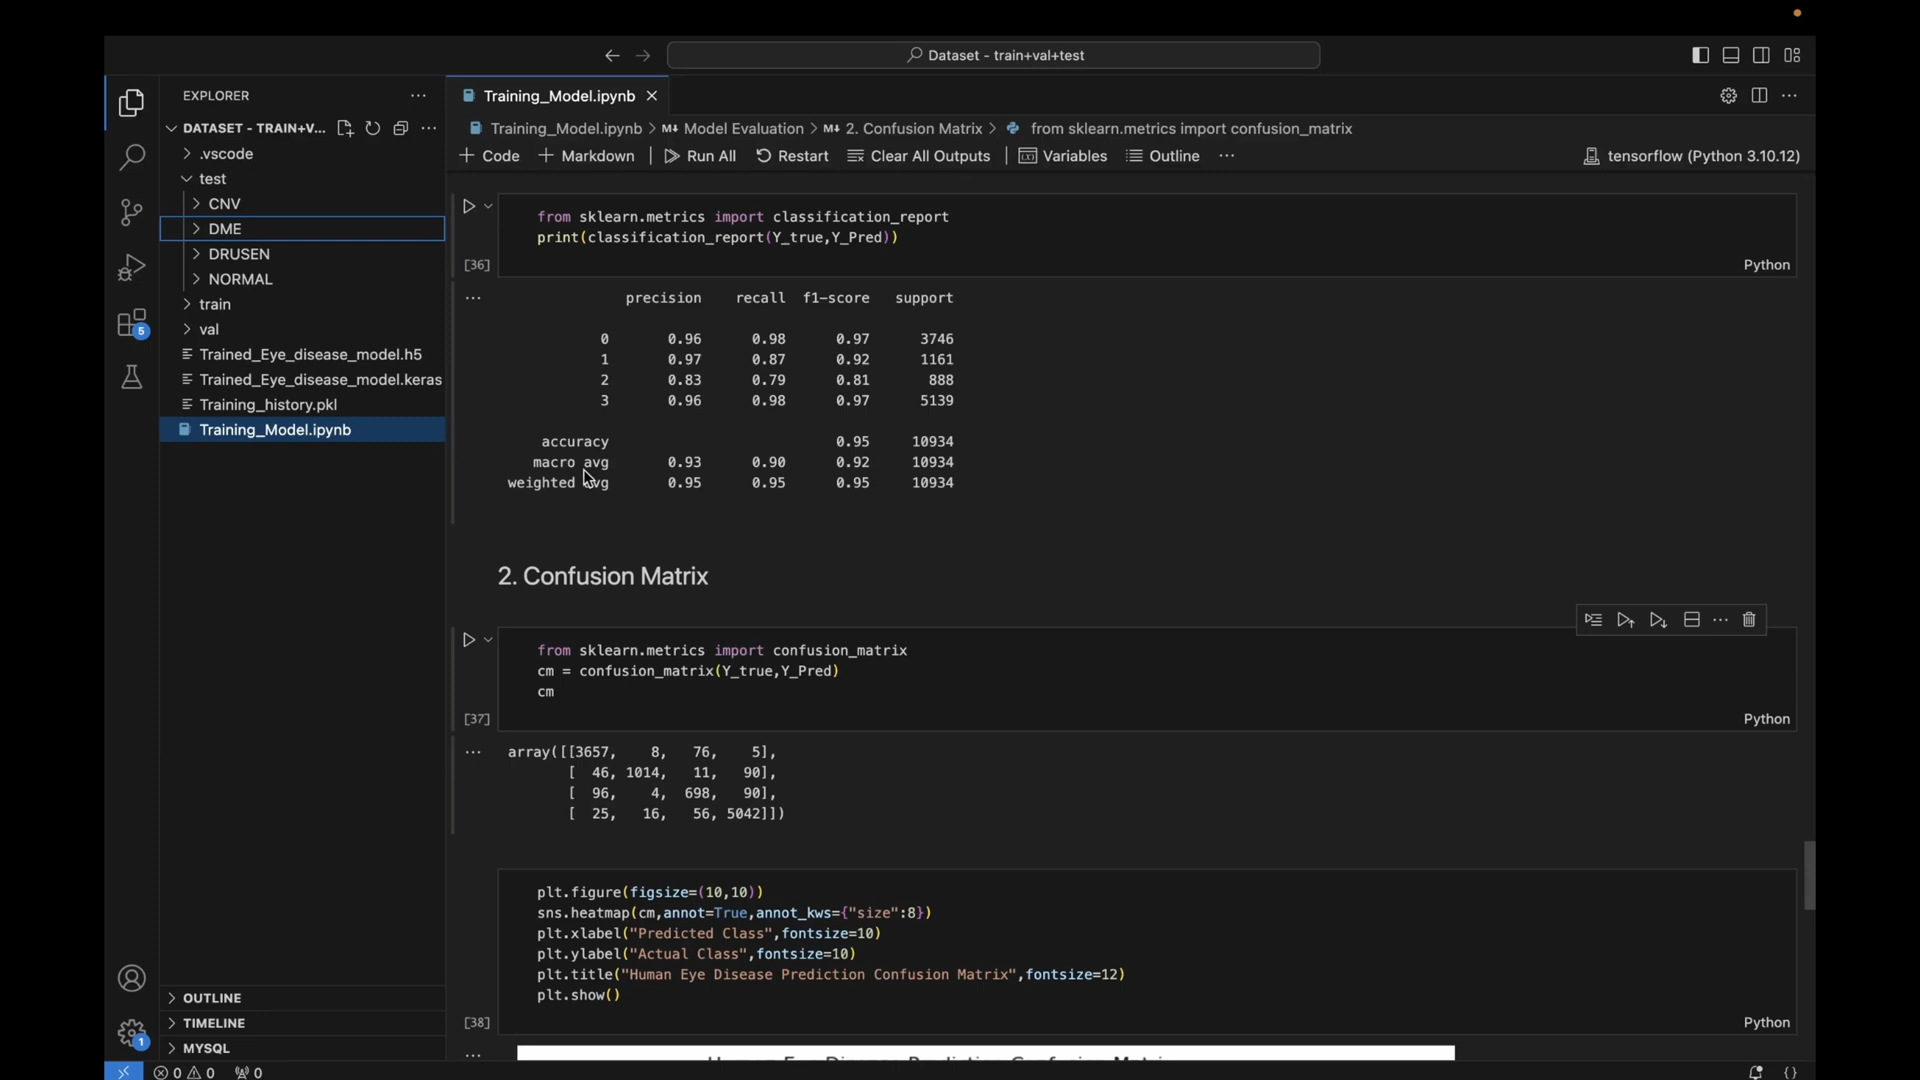 Dataset - train+val+test
EXPLORER
Training_Model.ipynb
DATASET - TRAIN+V...
Training_Model.ipynb > Model Evaluation > 2. Confusion Matrix > from sklearn.metrics import confusion_matrix
.vscode
+ Code + Markdown Run All Restart Clear All Outputs Variables Outline ... tensorflow (Python 3.10.12)
test
CNV
DME
DRUSEN
NORMAL
train
val
Trained_Eye_disease_model.h5
Trained_Eye_disease_model.keras
Training_history.pkl
Training_Model.ipynb
5
from sklearn.metrics import classification_report
print(classification_report(Y_true,Y_Pred))
[36] Python
precision recall f1-score support
0 0.96 0.98 0.97 3746
1 0.97 0.87 0.92 1161
2 0.83 0.79 0.81 888
3 0.96 0.98 0.97 5139
accuracy 0.95 10934
macro avg 0.93 0.90 0.92 10934
weighted avg 0.95 0.95 0.95 10934
2. Confusion Matrix
from sklearn.metrics import confusion_matrix
cm = confusion_matrix(Y_true,Y_Pred)
cm
[37] Python
array([[3657, 8, 76, 5],
[ 46, 1014, 11, 90],
[ 96, 4, 698, 90],
[ 25, 16, 56, 5042]])
plt.figure(figsize=(10,10))
sns.heatmap(cm,annot=True,annot_kws={"size":8})
plt.xlabel("Predicted Class",fontsize=10)
plt.ylabel("Actual Class",fontsize=10)
plt.title("Human Eye Disease Prediction Confusion Matrix",fontsize=12)
plt.show()
[38] Python
Human Eye Disease Prediction Confusion Matrix
OUTLINE
TIMELINE
MYSQL
1
0 0 0